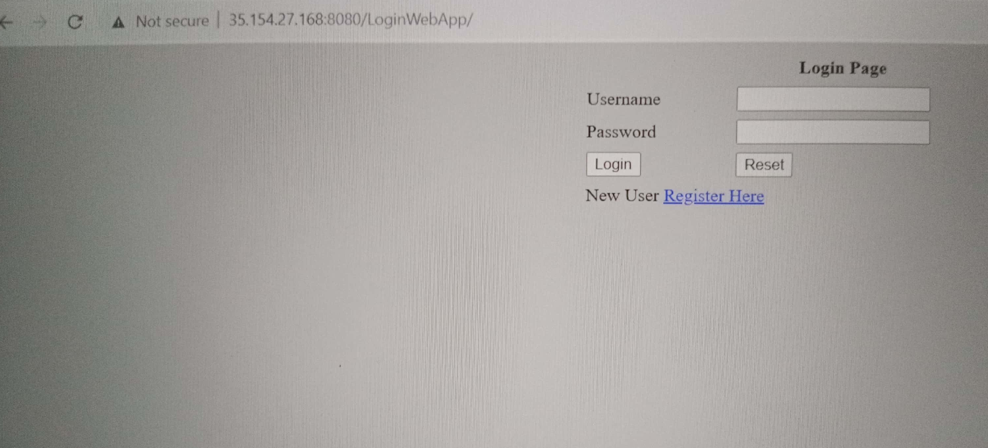 Not secure | 35.154.27.168:8080/LoginWebApp/
Login Page
Username
Password
Login Reset
New User Register Here